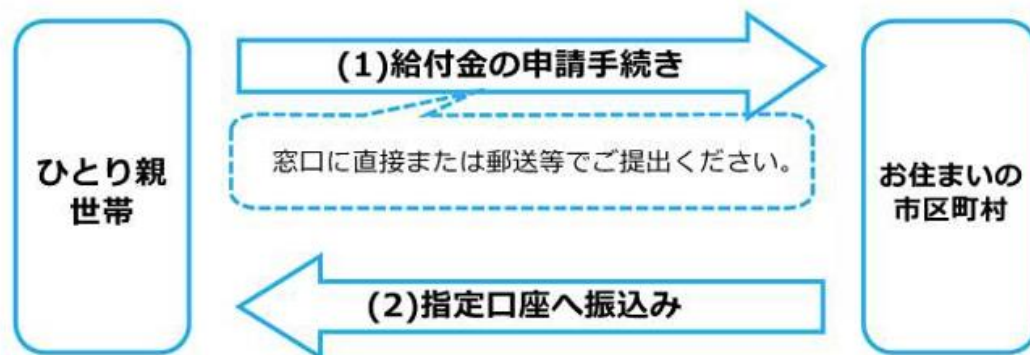 ひとり親
世帯
(1)給付金の申請手続き
窓口に直接または郵送等でご提出ください。
(2)指定口座へ振込み
お住まいの
市区町村